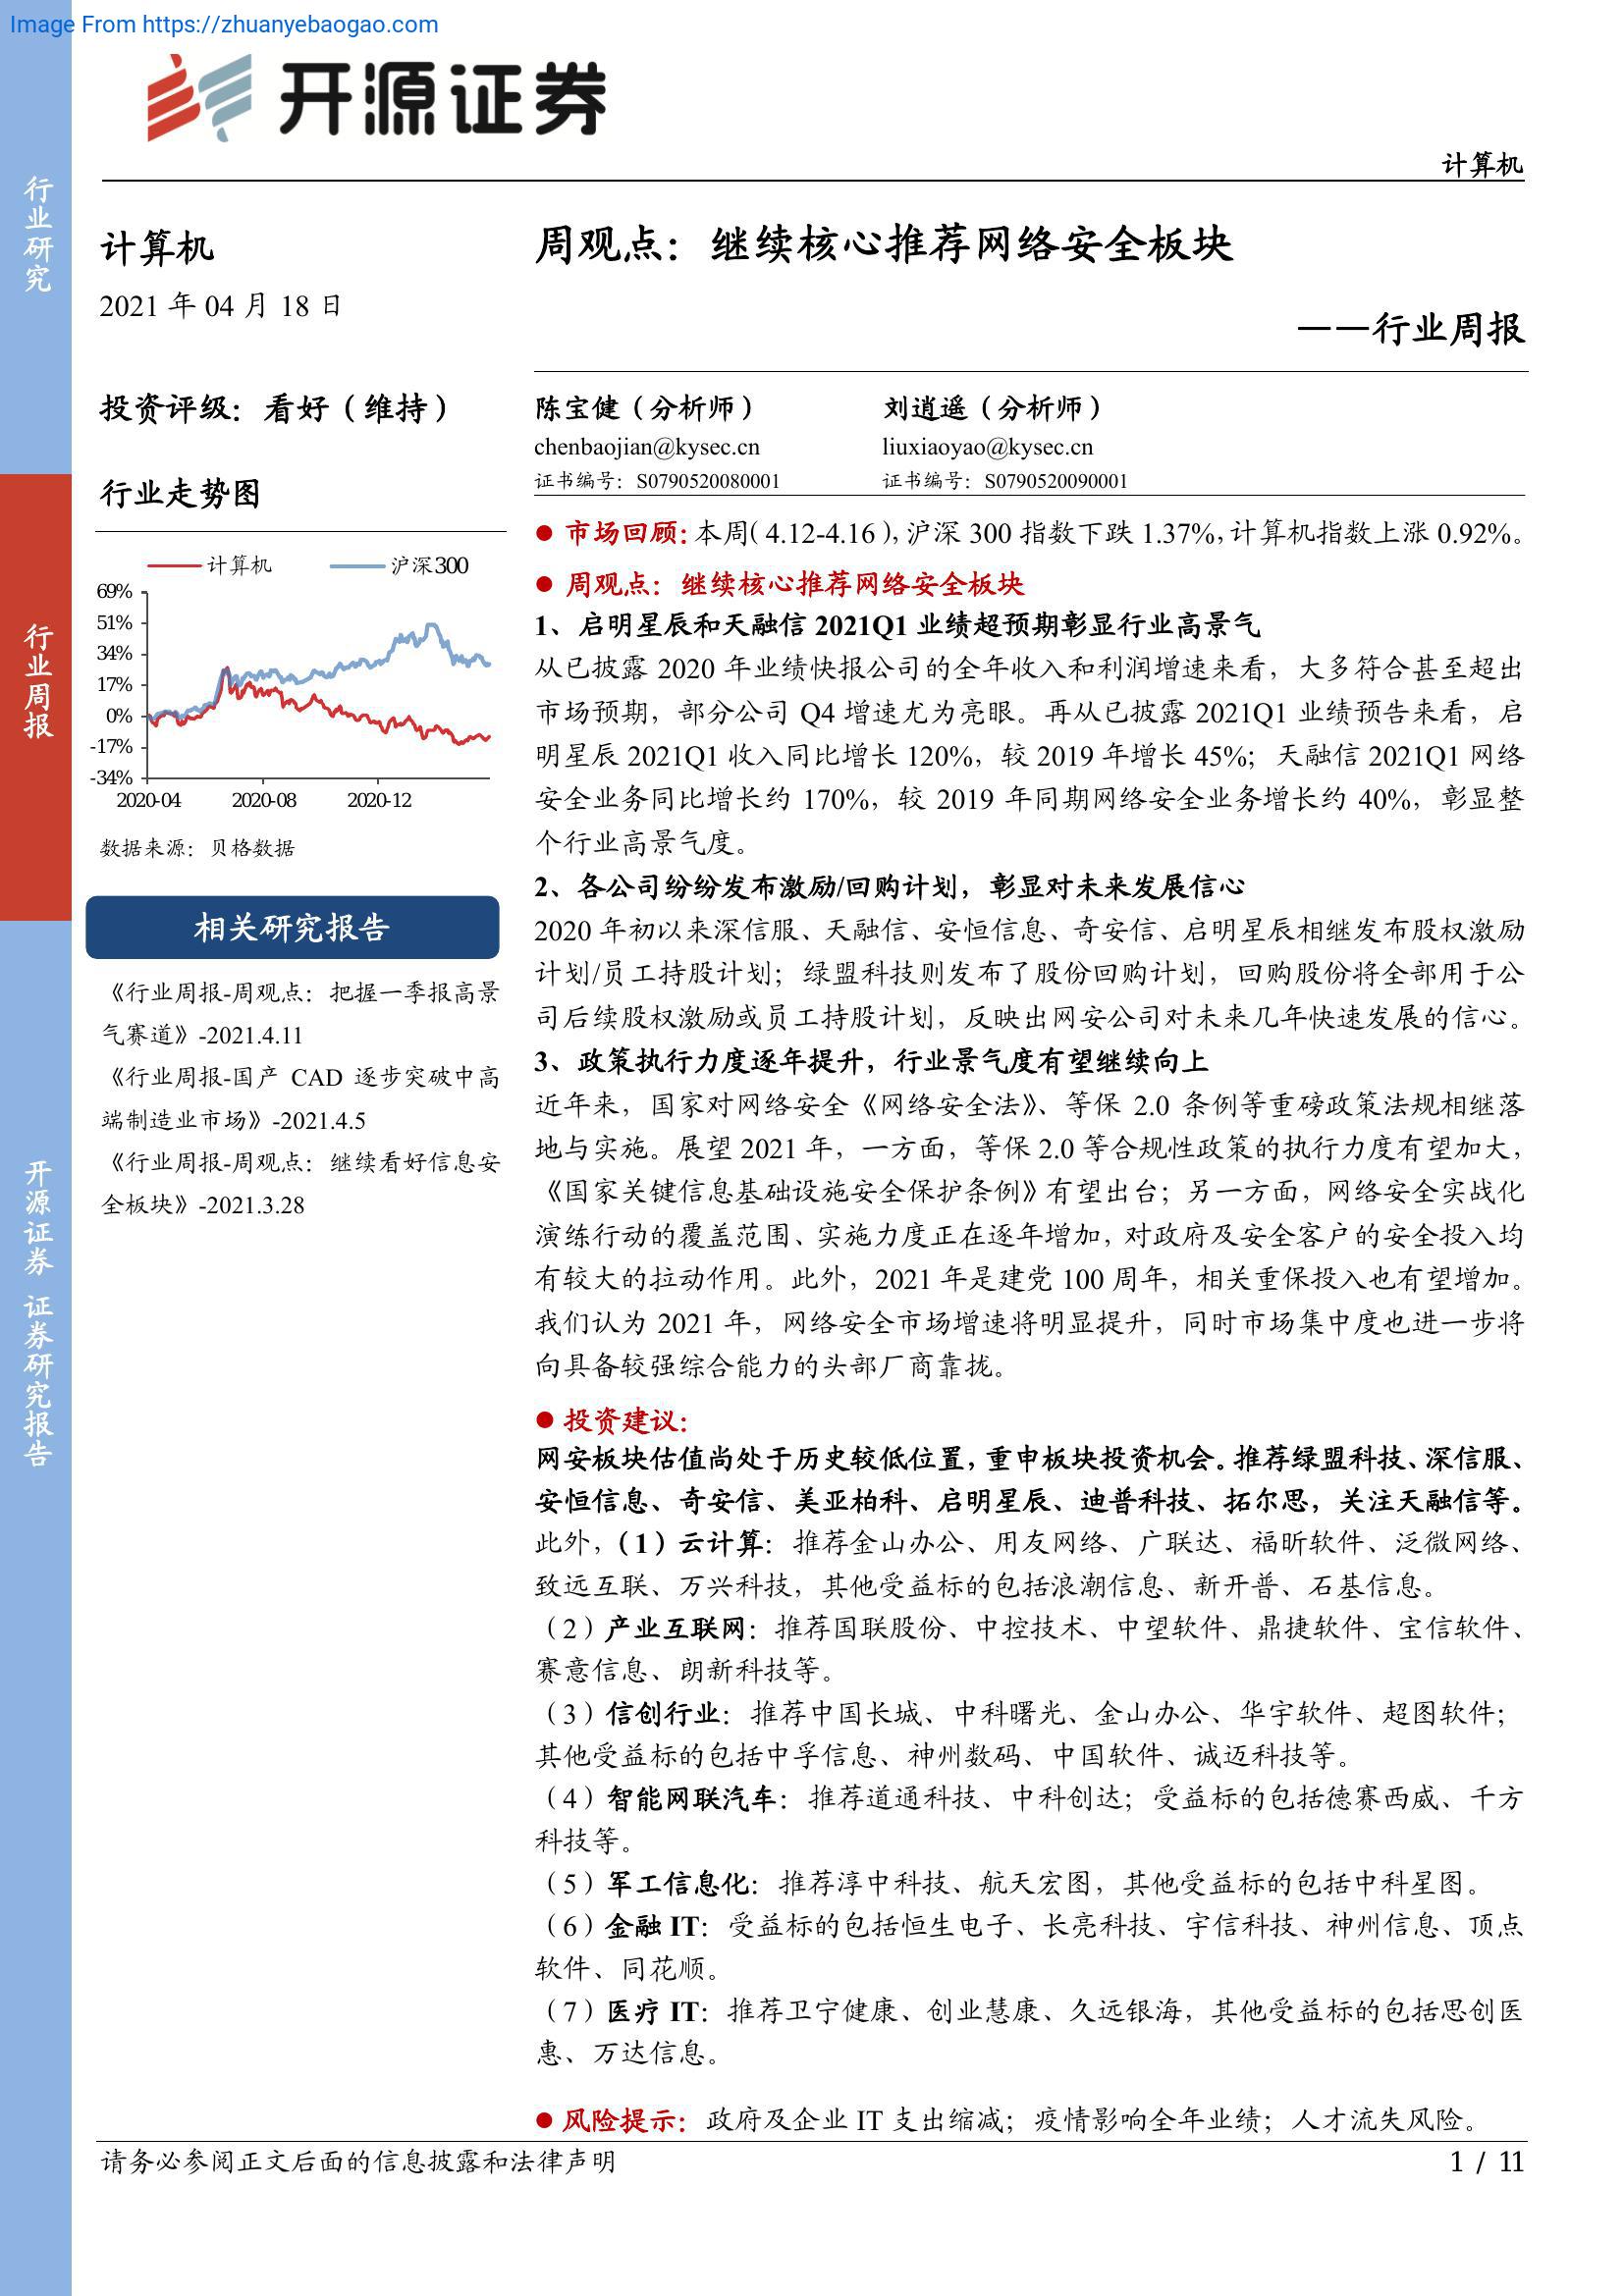 Image From https://zhuanyebaogao.com
开源证券
计算机
行业研究
行业周报
开源证券 证券研究报告
计算机
2021 年 04 月 18 日
投资评级：看好（维持）
行业走势图
计算机 沪深300
69%
51%
34%
17%
0%
-17%
-34%
2020-04 2020-08 2020-12
数据来源：贝格数据
相关研究报告
《行业周报-周观点：把握一季报高景
气赛道》-2021.4.11
《行业周报-国产 CAD 逐步突破中高
端制造业市场》-2021.4.5
《行业周报-周观点：继续看好信息安
全板块》-2021.3.28
周观点：继续核心推荐网络安全板块
——行业周报
陈宝健（分析师） 刘逍遥（分析师）
chenbaojian@kysec.cn liuxiaoyao@kysec.cn
证书编号：S0790520080001 证书编号：S0790520090001
● 市场回顾：本周（4.12-4.16），沪深 300 指数下跌 1.37%，计算机指数上涨 0.92%。
● 周观点：继续核心推荐网络安全板块
1、启明星辰和天融信 2021Q1 业绩超预期彰显行业高景气
从已披露 2020 年业绩快报公司的全年收入和利润增速来看，大多符合甚至超出
市场预期，部分公司 Q4 增速尤为亮眼。再从已披露 2021Q1 业绩预告来看，启
明星辰 2021Q1 收入同比增长 120%，较 2019 年增长 45%；天融信 2021Q1 网络
安全业务同比增长约 170%，较 2019 年同期网络安全业务增长约 40%，彰显整
个行业高景气度。
2、各公司纷纷发布激励/回购计划，彰显对未来发展信心
2020 年初以来深信服、天融信、安恒信息、奇安信、启明星辰相继发布股权激励
计划/员工持股计划；绿盟科技则发布了股份回购计划，回购股份将全部用于公
司后续股权激励或员工持股计划，反映出网安公司对未来几年快速发展的信心。
3、政策执行力度逐年提升，行业景气度有望继续向上
近年来，国家对网络安全《网络安全法》、等保 2.0 条例等重磅政策法规相继落
地与实施。展望 2021 年，一方面，等保 2.0 等合规性政策的执行力度有望加大，
《国家关键信息基础设施安全保护条例》有望出台；另一方面，网络安全实战化
演练行动的覆盖范围、实施力度正在逐年增加，对政府及安全客户的安全投入均
有较大的拉动作用。此外，2021 年是建党 100 周年，相关重保投入也有望增加。
我们认为 2021 年，网络安全市场增速将明显提升，同时市场集中度也进一步将
向具备较强综合能力的头部厂商靠拢。
● 投资建议：
网安板块估值尚处于历史较低位置，重申板块投资机会。推荐绿盟科技、深信服、
安恒信息、奇安信、美亚柏科、启明星辰、迪普科技、拓尔思，关注天融信等。
此外，（1）云计算：推荐金山办公、用友网络、广联达、福昕软件、泛微网络、
致远互联、万兴科技，其他受益标的包括浪潮信息、新开普、石基信息。
（2）产业互联网：推荐国联股份、中控技术、中望软件、鼎捷软件、宝信软件、
赛意信息、朗新科技等。
（3）信创行业：推荐中国长城、中科曙光、金山办公、华宇软件、超图软件；
其他受益标的包括中孚信息、神州数码、中国软件、诚迈科技等。
（4）智能网联汽车：推荐道通科技、中科创达；受益标的包括德赛西威、千方
科技等。
（5）军工信息化：推荐淳中科技、航天宏图，其他受益标的包括中科星图。
（6）金融 IT：受益标的包括恒生电子、长亮科技、宇信科技、神州信息、顶点
软件、同花顺。
（7）医疗 IT：推荐卫宁健康、创业慧康、久远银海，其他受益标的包括思创医
惠、万达信息。
● 风险提示：政府及企业 IT 支出缩减；疫情影响全年业绩；人才流失风险。
请务必参阅正文后面的信息披露和法律声明 1 / 11